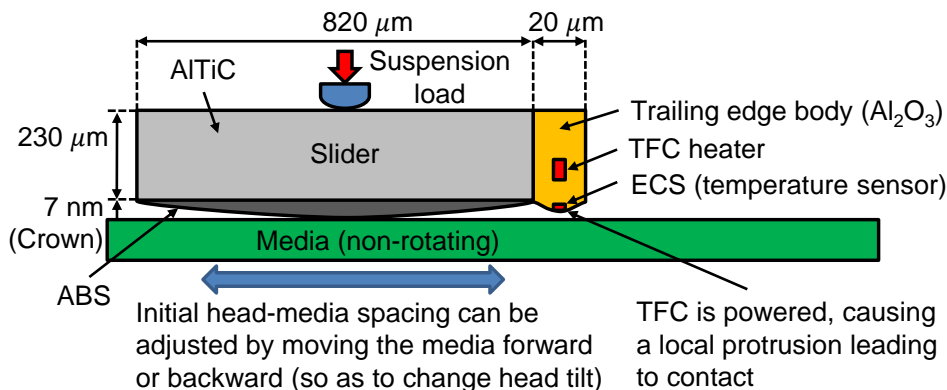 820 μm
20 μm
AlTiC
Suspension
load
Trailing edge body (Al₂O₃)
230 μm
Slider
TFC heater
ECS (temperature sensor)
7 nm
(Crown)
Media (non-rotating)
ABS
Initial head-media spacing can be
adjusted by moving the media forward
or backward (so as to change head tilt)
TFC is powered, causing
a local protrusion leading
to contact